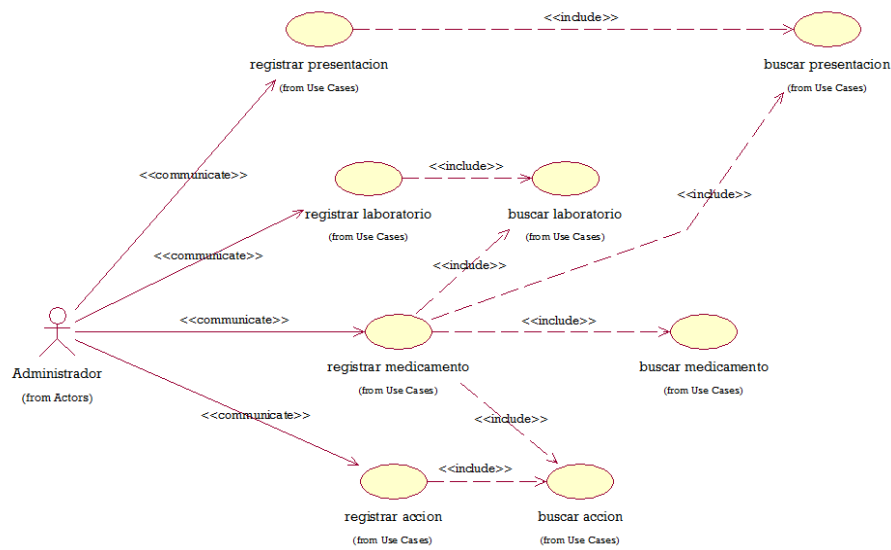 <<include>>
registrar presentacion
(from Use Cases)
buscar presentacion
(from Use Cases)
<<communicate>>
<<include>>
<<include>>
registrar laboratorio
(from Use Cases)
buscar laboratorio
(from Use Cases)
<<communicate>>
<<include>>
<<communicate>>
<<include>>
Administrador
(from Actors)
registrar medicamento
(from Use Cases)
buscar medicamento
(from Use Cases)
<<communicate>>
<<include>>
<<include>>
registrar accion
(from Use Cases)
buscar accion
(from Use Cases)